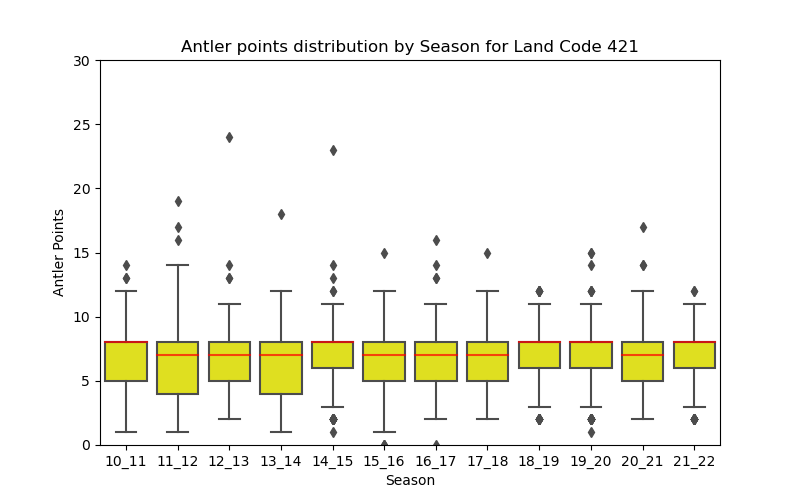 Antler points distribution by Season for Land Code 421
30
25
20
15
10
5
0
Antler Points
10_11 11_12 12_13 13_14 14_15 15_16 16_17 17_18 18_19 19_20 20_21 21_22
Season